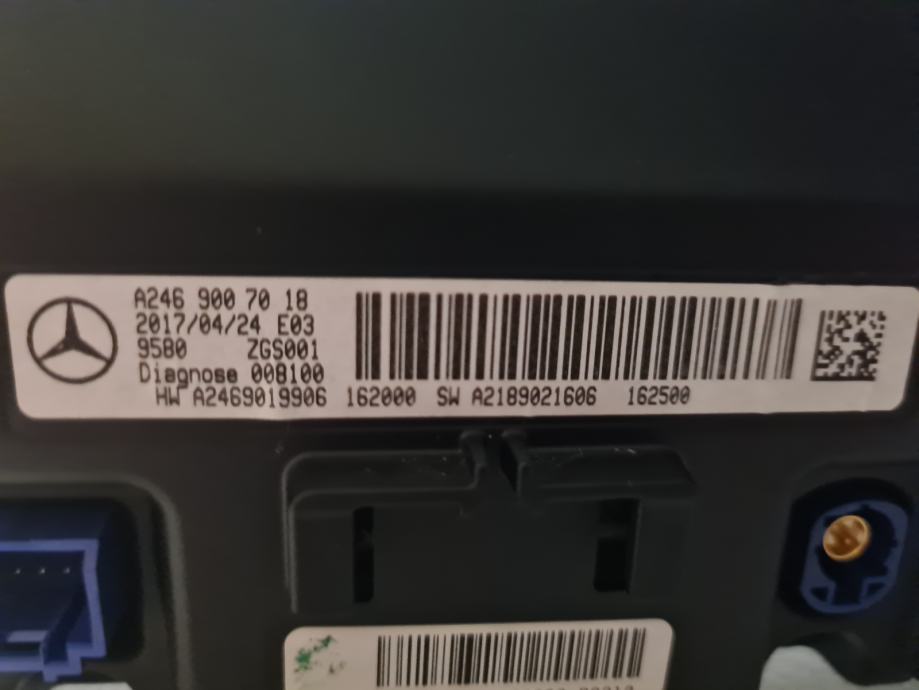 A246 900 70 18
2017/04/24 E03
9580 ZGS001
Diagnose 008100
HW A2469019906 162000 SW A2189021606 162500